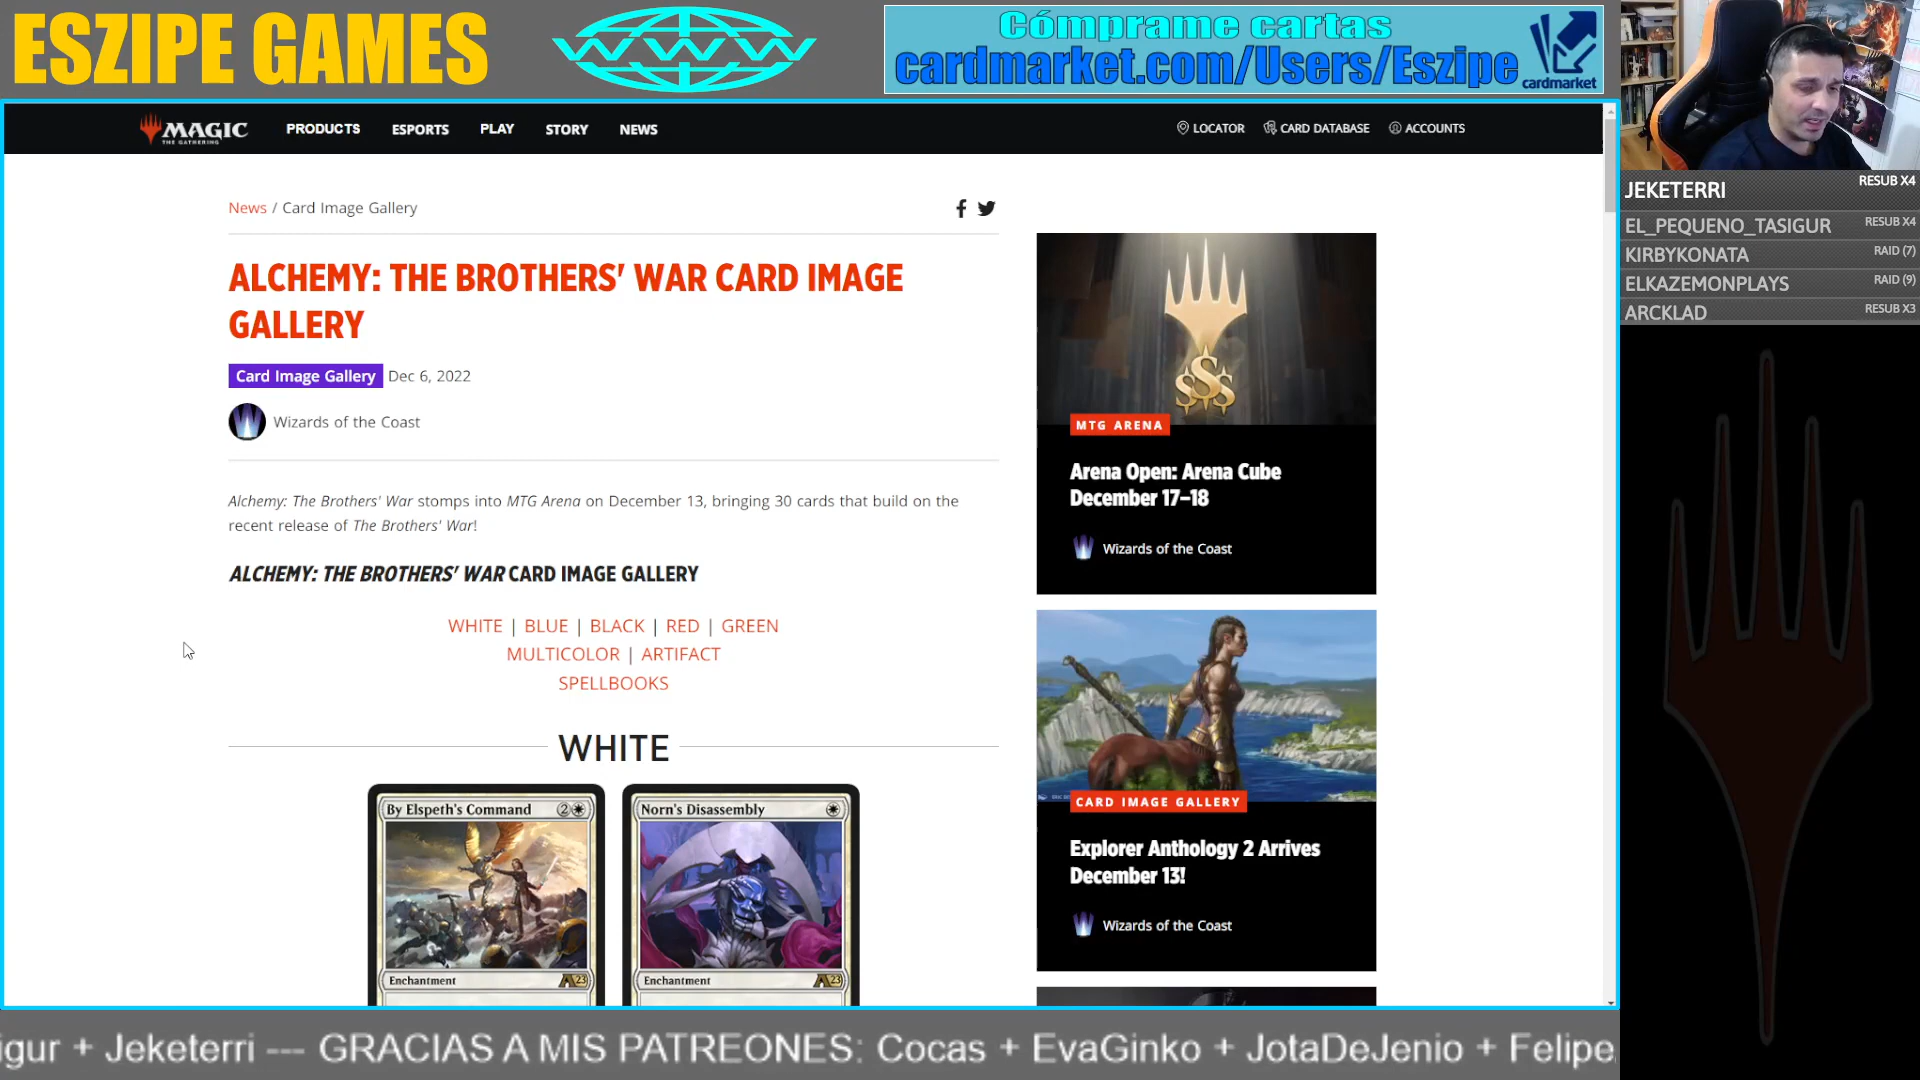 ESZIPE GAMES
WWW
Cómprame cartas
cardmarket.com/Users/Eszipe
cardmarket
MAGIC
THE GATHERING
PRODUCTS
ESPORTS
PLAY
STORY
NEWS
LOCATOR
CARD DATABASE
ACCOUNTS
News / Card Image Gallery
ALCHEMY: THE BROTHERS' WAR CARD IMAGE
GALLERY
Card Image Gallery Dec 6, 2022
Wizards of the Coast
Alchemy: The Brothers' War stomps into MTG Arena on December 13, bringing 30 cards that build on the
recent release of The Brothers' War!
ALCHEMY: THE BROTHERS' WAR CARD IMAGE GALLERY
WHITE | BLUE | BLACK | RED | GREEN
MULTICOLOR | ARTIFACT
SPELLBOOKS
WHITE
By Elspeth's Command 2
Enchantment
A23
Norn's Disassembly
Enchantment
A23
$$$
MTG ARENA
Arena Open: Arena Cube
December 17–18
Wizards of the Coast
CARD IMAGE GALLERY
Explorer Anthology 2 Arrives
December 13!
Wizards of the Coast
JEKETERRI RESUB X4
EL_PEQUENO_TASIGUR RESUB X4
KIRBYKONATA RAID (7)
ELKAZEMONPLAYS RAID (9)
ARCKLAD RESUB X3
igur + Jeketerri --- GRACIAS A MIS PATREONES: Cocas + EvaGinko + JotaDeJenio + Felipe